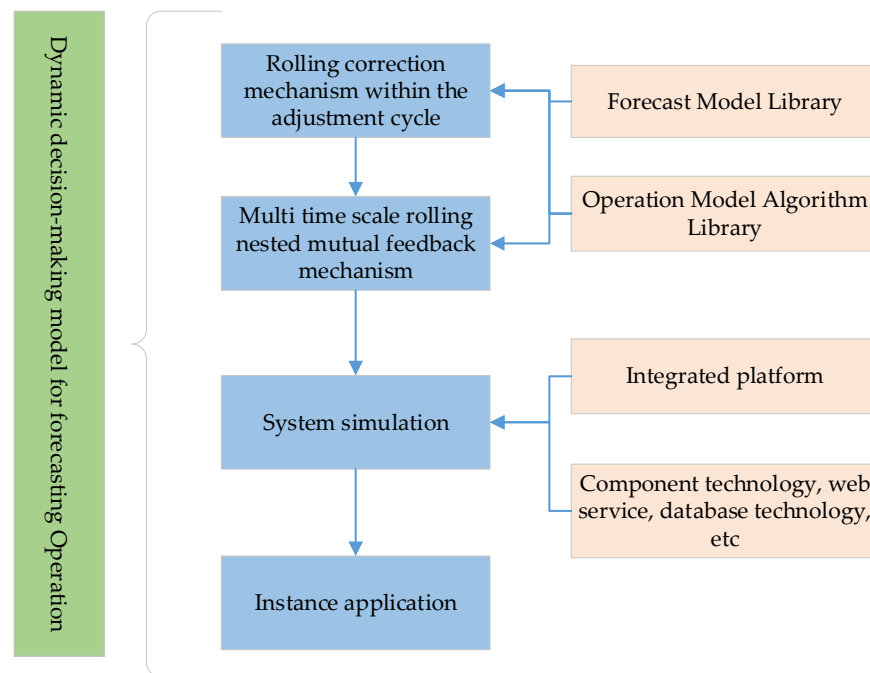 Dynamic decision-making model for forecasting Operation
Rolling correction
mechanism within the
adjustment cycle
Forecast Model Library
Multi time scale rolling
nested mutual feedback
mechanism
Operation Model Algorithm
Library
System simulation
Integrated platform
Component technology, web
service, database technology,
etc
Instance application